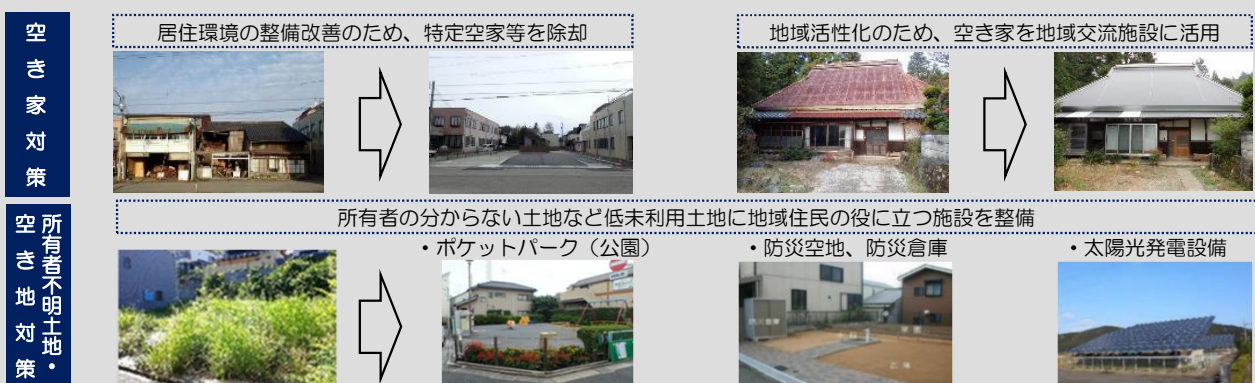 空き家対策
居住環境の整備改善のため、特定空家等を除却
地域活性化のため、空き家を地域交流施設に活用
所有者不明土地・
空き地対策
所有者の分からない土地など低未利用土地に地域住民の役に立つ施設を整備
・ポケットパーク（公園）
・防災空地、防災倉庫
・太陽光発電設備
防災倉庫
広場